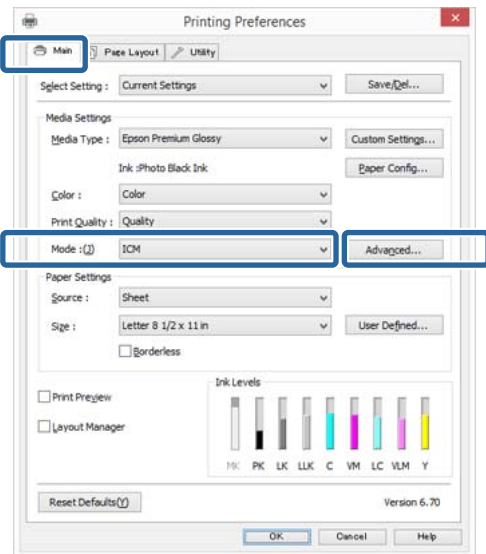 Printing Preferences
Main Page Layout Utility
Select Setting : Current Settings Save/Del...
Media Settings
Media Type : Epson Premium Glossy Custom Settings...
Ink :Photo Black Ink Paper Config...
Color : Color
Print Quality : Quality
Mode :(J) ICM Advanced...
Paper Settings
Source : Sheet
Size : Letter 8 1/2 x 11 in User Defined...
Borderless
Ink Levels
Print Preview
Layout Manager
MK PK LK LLK C VM LC VLM Y
Reset Defaults(Y) Version 6.70
OK Cancel Help